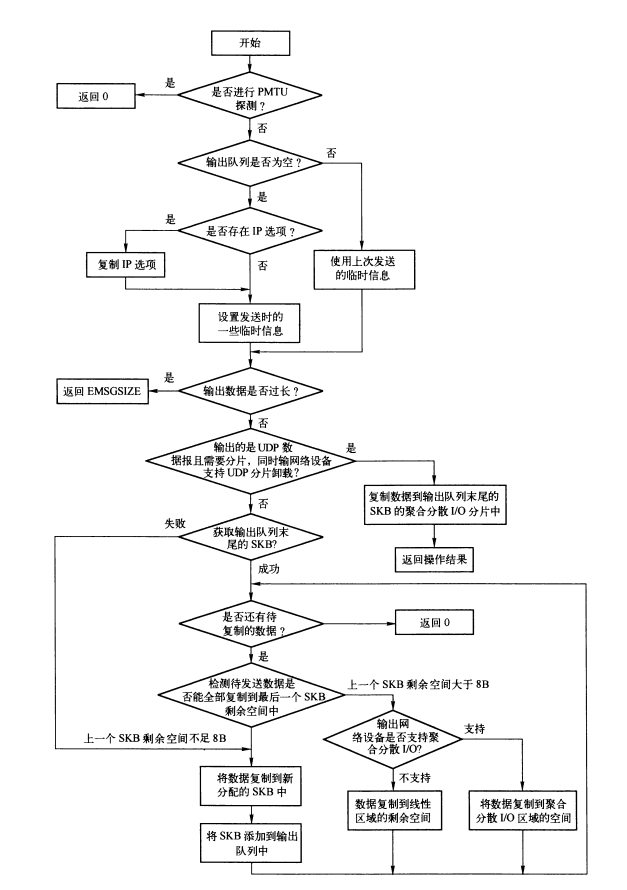 开始
是
是否进行 PMTU
探测？
返回 0
否
输出队列是否为空？
否
是
是
是否存在 IP 选项？
复制 IP 选项
否
使用上次发送
的临时信息
设置发送时的
一些临时信息
是
输出数据是否过长？
返回 EMSGSIZE
否
输出的是 UDP 数
据报且需要分片，同时输网络设备
支持 UDP 分片卸载？
是
复制数据到输出队列末尾的
SKB 的聚合分散 I/O 分片中
否
失败
获取输出队列末
尾的 SKB?
返回操作结果
成功
是否还有待
复制的数据？
返回 0
是
检测待发送数据是
否能全部复制到最后一个 SKB
剩余空间中
上一个 SKB 剩余空间大于 8B
输出网
络设备是否支持聚
合分散 I/O?
支持
上一个 SKB 剩余空间不足 8B
不支持
将数据复制到新
分配的 SKB 中
数据复制到线性
区域的剩余空间
将数据复制到聚合
分散 I/O 区域的空间
将 SKB 添加到输出
队列中